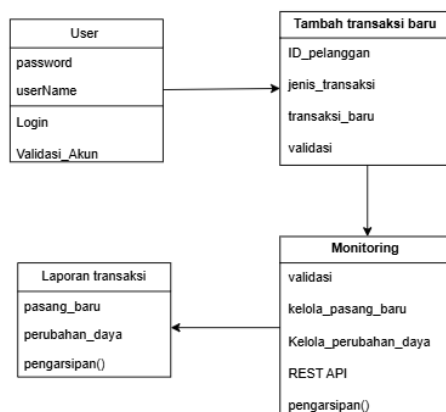 User
password
userName
Login
Validasi_Akun
Tambah transaksi baru
ID_pelanggan
jenis_transaksi
transaksi_baru
validasi
Monitoring
validasi
kelola_pasang_baru
Kelola_perubahan_daya
REST API
pengarsipan()
Laporan transaksi
pasang_baru
perubahan_daya
pengarsipan()